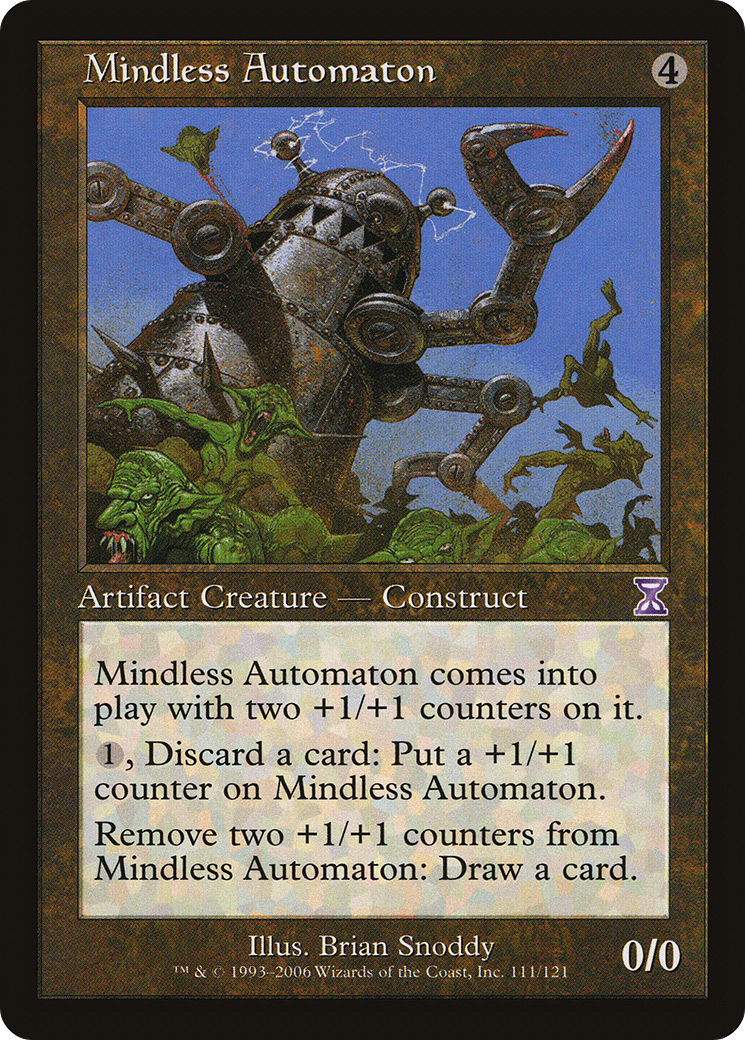 Mindless Automaton 4
Artifact Creature — Construct
Mindless Automaton comes into
play with two +1/+1 counters on it.
1, Discard a card: Put a +1/+1
counter on Mindless Automaton.
Remove two +1/+1 counters from
Mindless Automaton: Draw a card.
Illus. Brian Snoddy
™ & © 1993–2006 Wizards of the Coast, Inc. 111/121
0/0